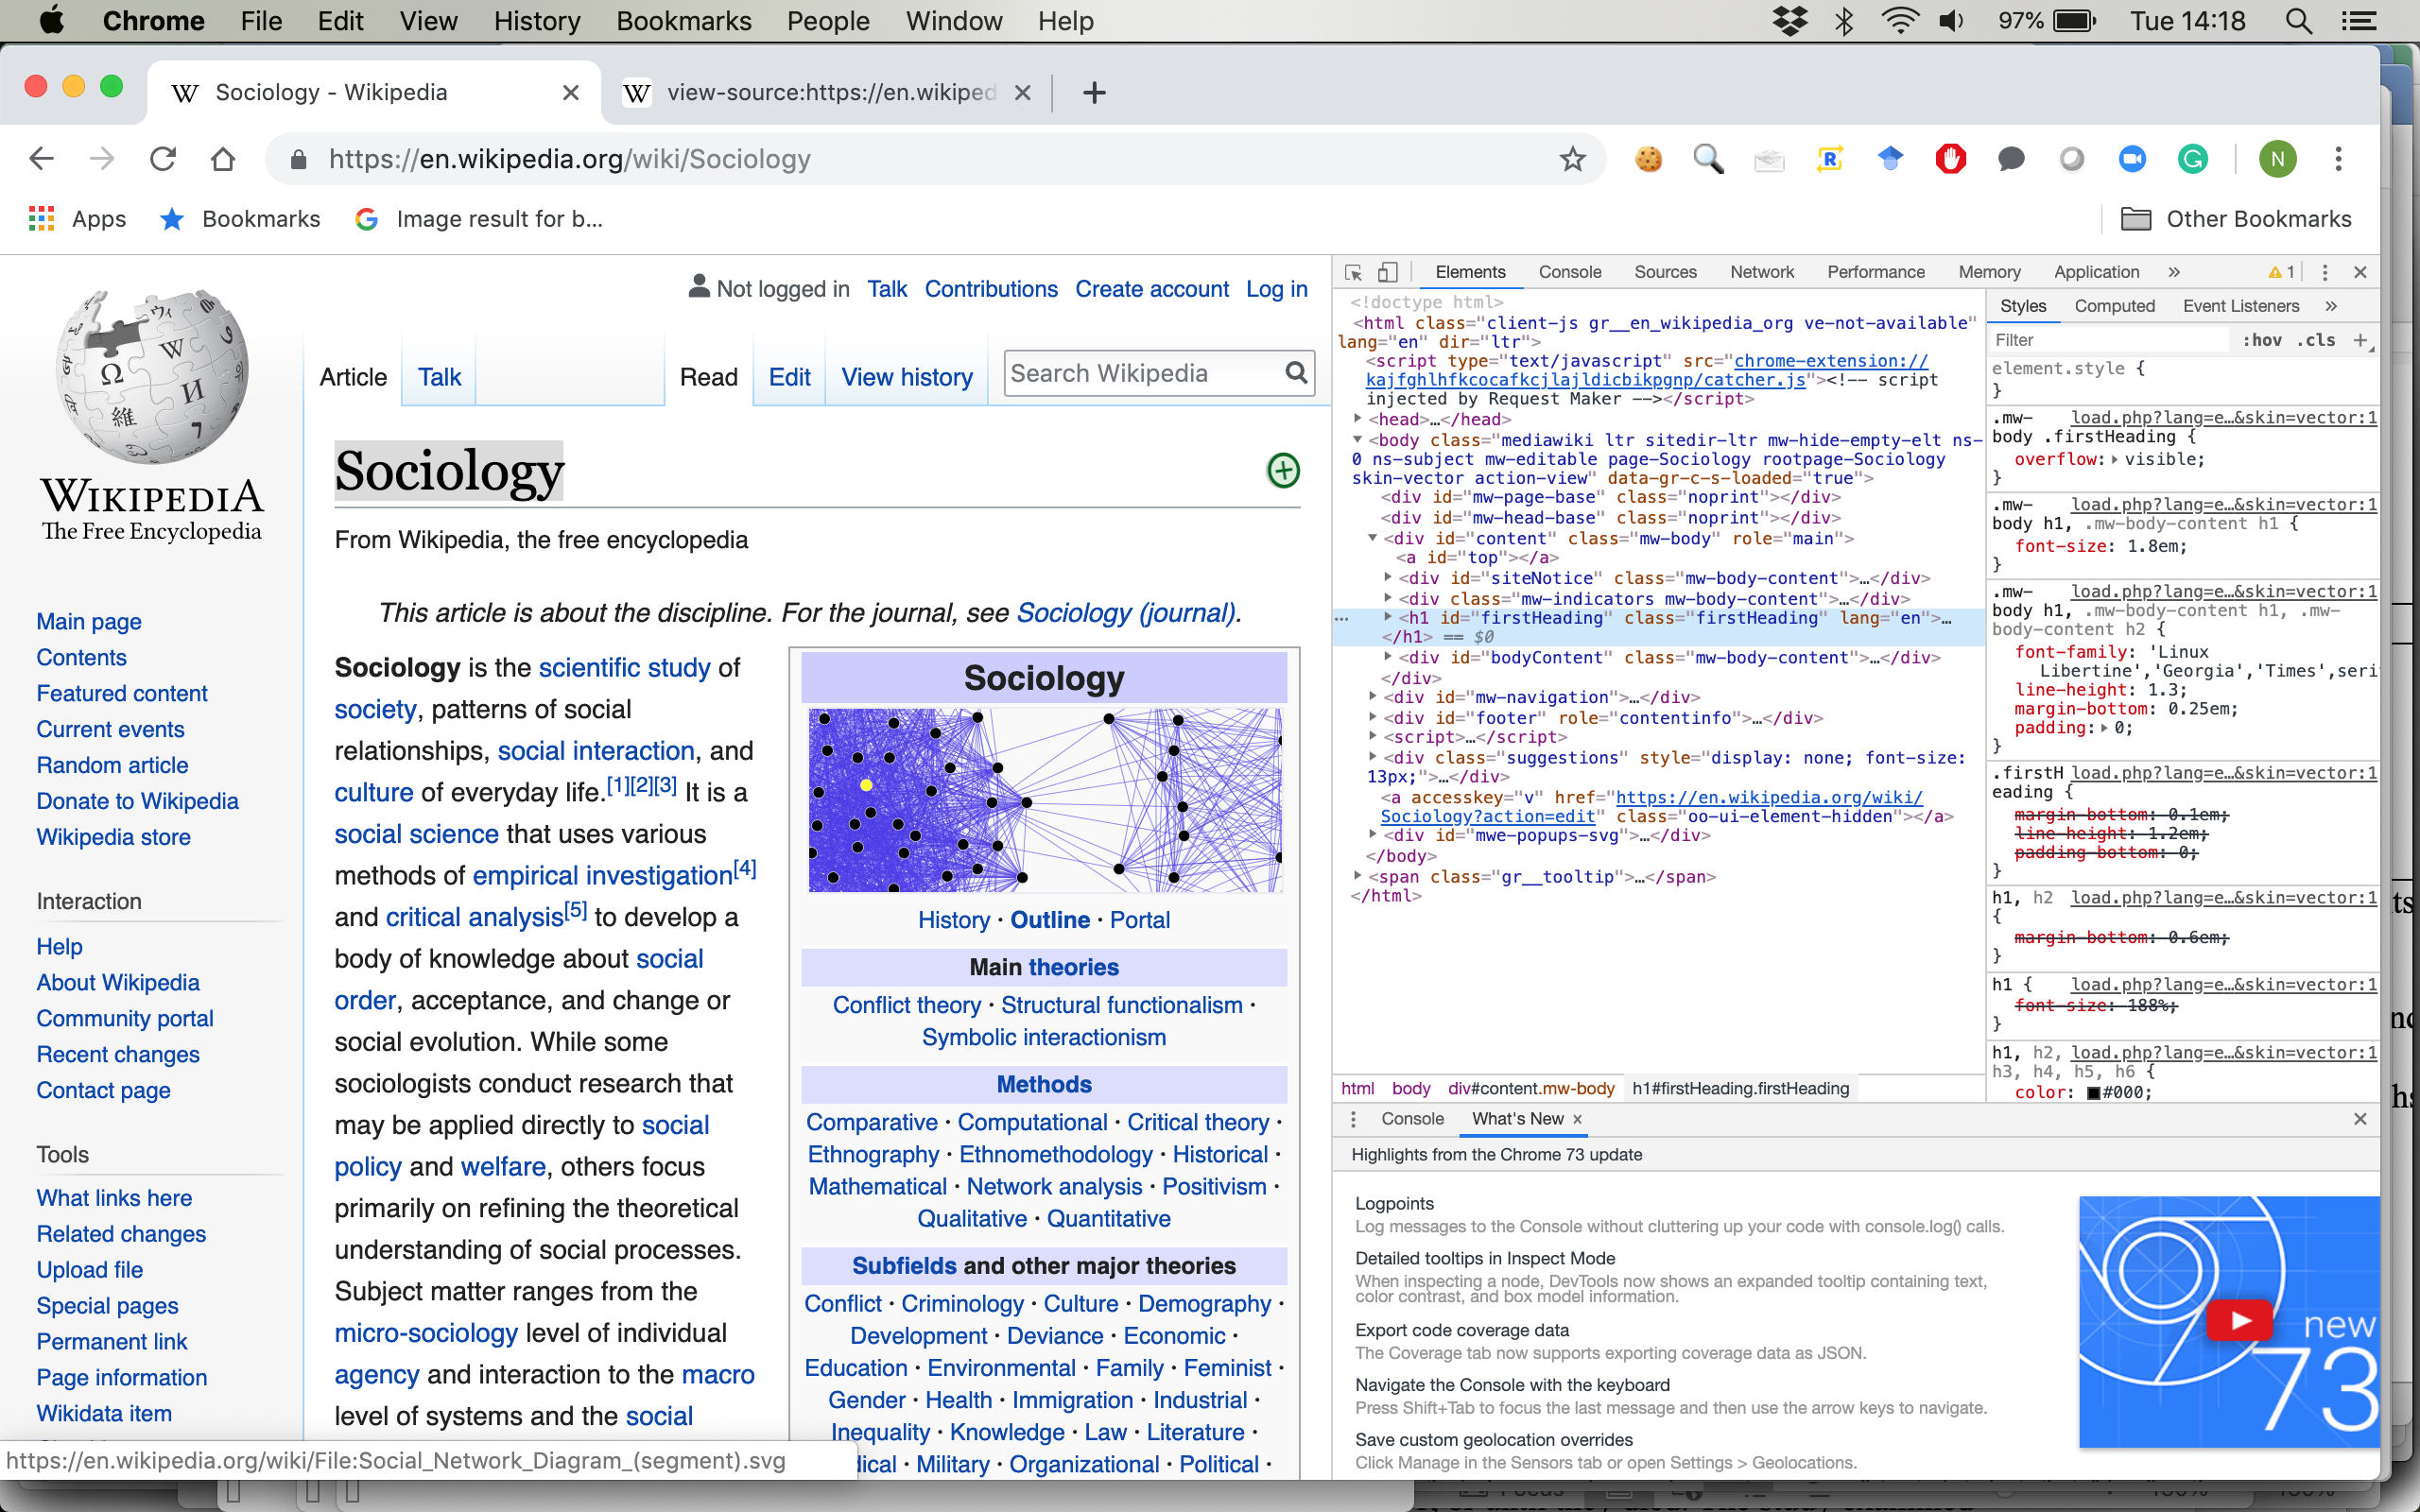 Chrome File Edit View History Bookmarks People Window Help 97% Tue 14:18
Sociology - Wikipedia
view-source:https://en.wikiped
https://en.wikipedia.org/wiki/Sociology
N
Apps Bookmarks Image result for b... Other Bookmarks
WIKIPEDIA
The Free Encyclopedia
Main page
Contents
Featured content
Current events
Random article
Donate to Wikipedia
Wikipedia store
Interaction
Help
About Wikipedia
Community portal
Recent changes
Contact page
Tools
What links here
Related changes
Upload file
Special pages
Permanent link
Page information
Wikidata item
https://en.wikipedia.org/wiki/File:Social_Network_Diagram_(segment).svg
Not logged in Talk Contributions Create account Log in
Article Talk Read Edit View history Search Wikipedia
Sociology
From Wikipedia, the free encyclopedia
This article is about the discipline. For the journal, see Sociology (journal).
Sociology is the scientific study of
society, patterns of social
relationships, social interaction, and
culture of everyday life.[1][2][3] It is a
social science that uses various
methods of empirical investigation[4]
and critical analysis[5] to develop a
body of knowledge about social
order, acceptance, and change or
social evolution. While some
sociologists conduct research that
may be applied directly to social
policy and welfare, others focus
primarily on refining the theoretical
understanding of social processes.
Subject matter ranges from the
micro-sociology level of individual
agency and interaction to the macro
level of systems and the social
Sociology
History · Outline · Portal
Main theories
Conflict theory · Structural functionalism ·
Symbolic interactionism
Methods
Comparative · Computational · Critical theory ·
Ethnography · Ethnomethodology · Historical ·
Mathematical · Network analysis · Positivism ·
Qualitative · Quantitative
Subfields and other major theories
Conflict · Criminology · Culture · Demography ·
Development · Deviance · Economic ·
Education · Environmental · Family · Feminist ·
Gender · Health · Immigration · Industrial ·
Inequality · Knowledge · Law · Literature ·
dical · Military · Organizational · Political ·
Elements Console Sources Network Performance Memory Application » 1
<!doctype html>
<html class="client-js gr__en_wikipedia_org ve-not-available"
lang="en" dir="ltr">
<script type="text/javascript" src="chrome-extension://
kajfghlhfkcocafkcjlajldicbikpgnp/catcher.js"><!-- script
injected by Request Maker --></script>
<head>…</head>
<body class="mediawiki ltr sitedir-ltr mw-hide-empty-elt ns-
0 ns-subject mw-editable page-Sociology rootpage-Sociology
skin-vector action-view" data-gr-c-s-loaded="true">
<div id="mw-page-base" class="noprint"></div>
<div id="mw-head-base" class="noprint"></div>
<div id="content" class="mw-body" role="main">
<a id="top"></a>
<div id="siteNotice" class="mw-body-content">…</div>
<div class="mw-indicators mw-body-content">…</div>
<h1 id="firstHeading" class="firstHeading" lang="en">…
</h1> == $0
<div id="bodyContent" class="mw-body-content">…</div>
</div>
<div id="mw-navigation">…</div>
<div id="footer" role="contentinfo">…</div>
<script>…</script>
<div class="suggestions" style="display: none; font-size:
13px;">…</div>
<a accesskey="v" href="https://en.wikipedia.org/wiki/
Sociology?action=edit" class="oo-ui-element-hidden"></a>
<div id="mwe-popups-svg">…</div>
</body>
<span class="gr__tooltip">…</span>
</html>
html body div#content.mw-body h1#firstHeading.firstHeading
Styles Computed Event Listeners »
Filter :hov .cls +
element.style {
}
.mw- load.php?lang=e…&skin=vector:1
body .firstHeading {
overflow: visible;
}
.mw- load.php?lang=e…&skin=vector:1
body h1, .mw-body-content h1 {
font-size: 1.8em;
}
.mw- load.php?lang=e…&skin=vector:1
body h1, .mw-body-content h1, .mw-
body-content h2 {
font-family: 'Linux
Libertine','Georgia','Times',seri
line-height: 1.3;
margin-bottom: 0.25em;
padding: 0;
}
.firstH load.php?lang=e…&skin=vector:1
eading {
margin-bottom: 0.1em;
line-height: 1.2em;
padding-bottom: 0;
}
h1, h2 load.php?lang=e…&skin=vector:1
{
margin-bottom: 0.6em;
}
h1 { load.php?lang=e…&skin=vector:1
font-size: 188%;
}
h1, h2, load.php?lang=e…&skin=vector:1
h3, h4, h5, h6 {
color: #000;
Console What's New
Highlights from the Chrome 73 update
Logpoints
Log messages to the Console without cluttering up your code with console.log() calls.
Detailed tooltips in Inspect Mode
When inspecting a node, DevTools now shows an expanded tooltip containing text,
color contrast, and box model information.
Export code coverage data
The Coverage tab now supports exporting coverage data as JSON.
Navigate the Console with the keyboard
Press Shift+Tab to focus the last message and then use the arrow keys to navigate.
Save custom geolocation overrides
Click Manage in the Sensors tab or open Settings > Geolocations.
new
73